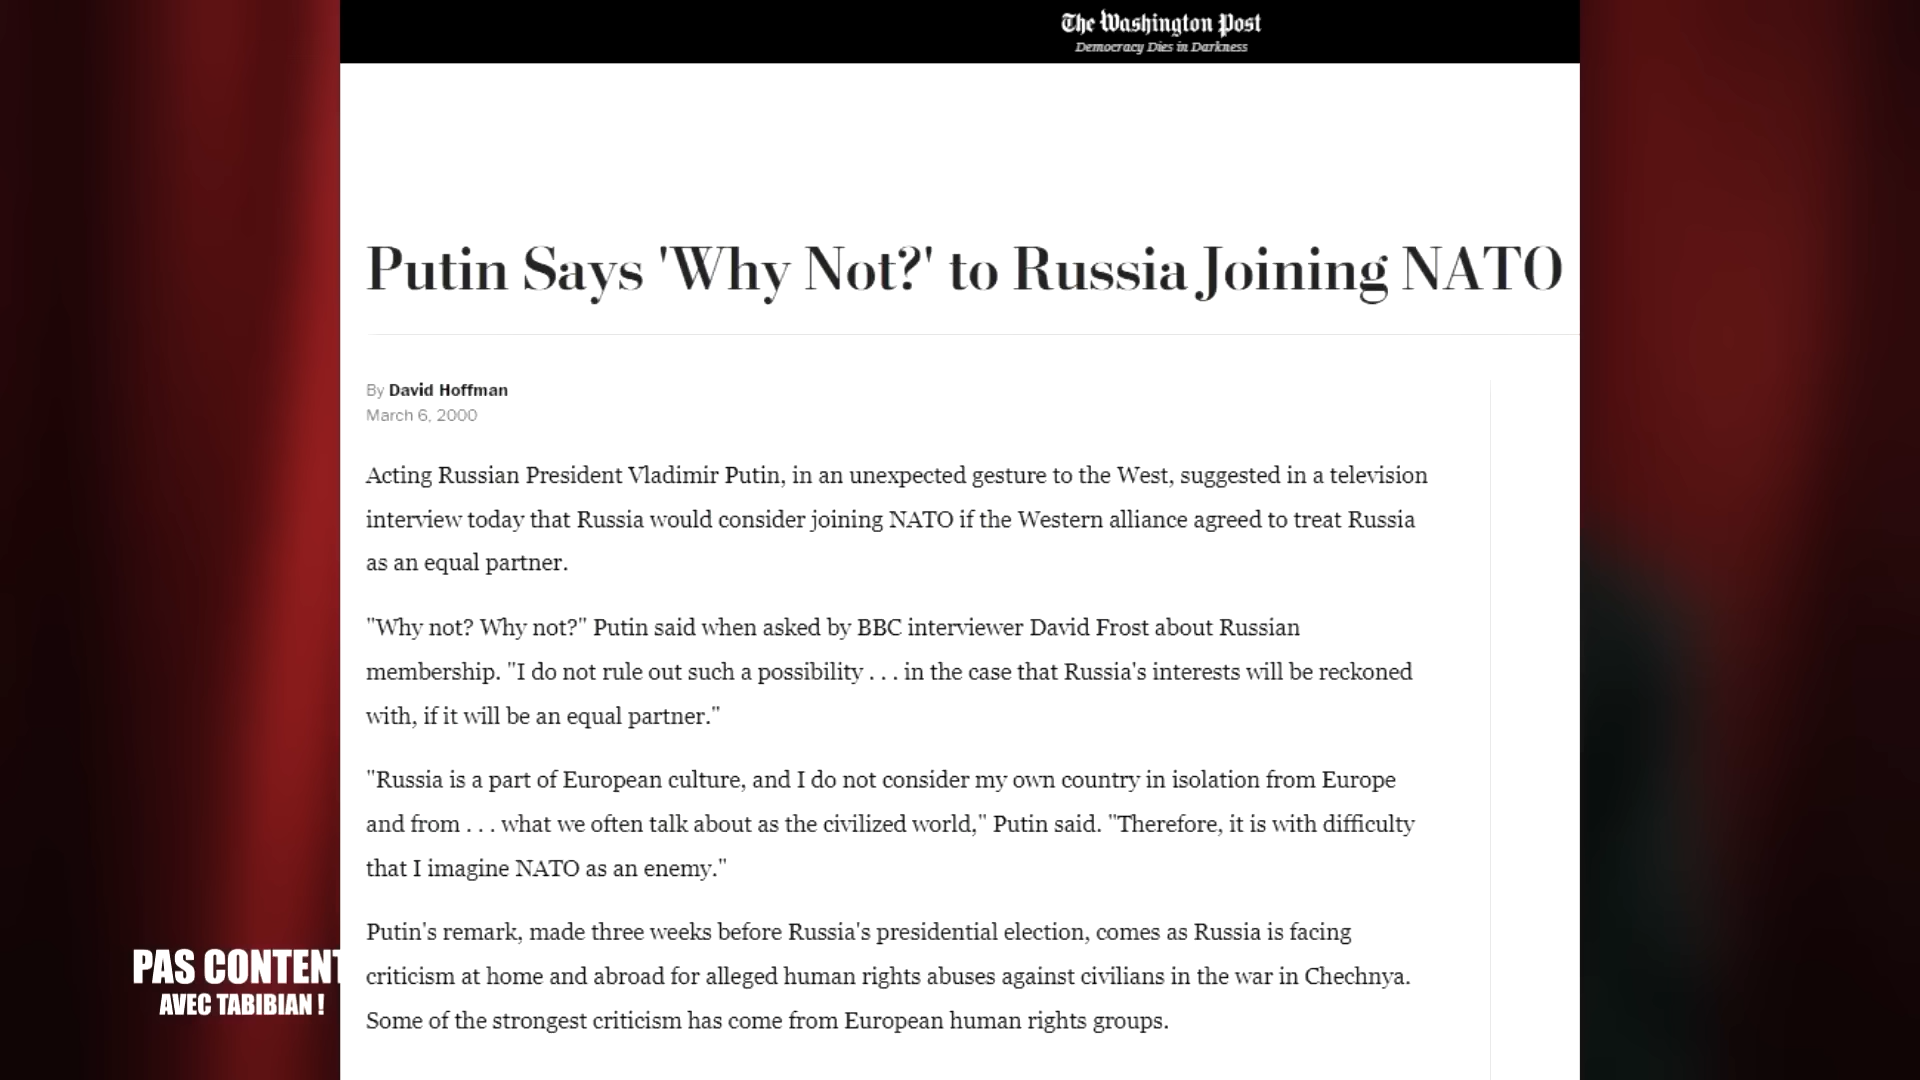 The Washington Post
Democracy Dies in Darkness
Putin Says 'Why Not?' to Russia Joining NATO
By David Hoffman
March 6, 2000
Acting Russian President Vladimir Putin, in an unexpected gesture to the West, suggested in a television
interview today that Russia would consider joining NATO if the Western alliance agreed to treat Russia
as an equal partner.
"Why not? Why not?" Putin said when asked by BBC interviewer David Frost about Russian
membership. "I do not rule out such a possibility . . . in the case that Russia's interests will be reckoned
with, if it will be an equal partner."
"Russia is a part of European culture, and I do not consider my own country in isolation from Europe
and from . . . what we often talk about as the civilized world," Putin said. "Therefore, it is with difficulty
that I imagine NATO as an enemy."
Putin's remark, made three weeks before Russia's presidential election, comes as Russia is facing
criticism at home and abroad for alleged human rights abuses against civilians in the war in Chechnya.
Some of the strongest criticism has come from European human rights groups.
PAS CONTENT
AVEC TABIBIAN !